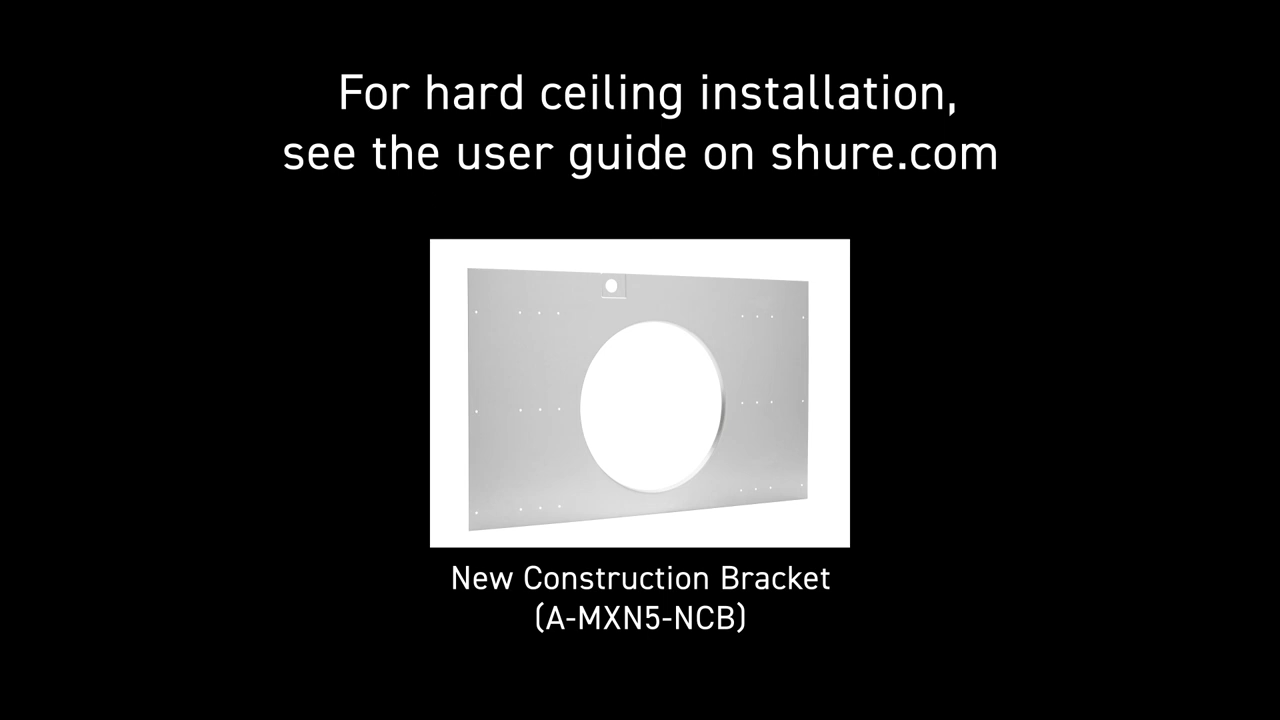 For hard ceiling installation,
see the user guide on shure.com
New Construction Bracket
(A-MXN5-NCB)